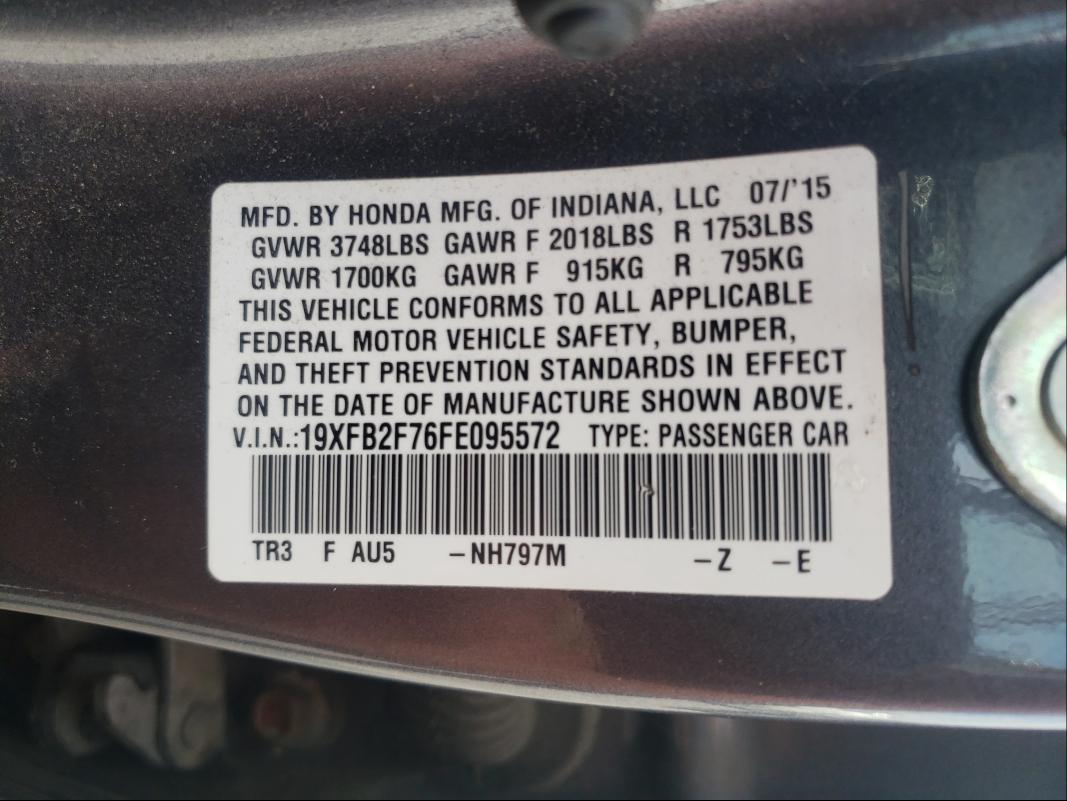 MFD. BY HONDA MFG. OF INDIANA, LLC 07/'15
GVWR 3748LBS GAWR F 2018LBS R 1753LBS
GVWR 1700KG GAWR F 915KG R 795KG
THIS VEHICLE CONFORMS TO ALL APPLICABLE
FEDERAL MOTOR VEHICLE SAFETY, BUMPER,
AND THEFT PREVENTION STANDARDS IN EFFECT
ON THE DATE OF MANUFACTURE SHOWN ABOVE.
V.I.N.:19XFB2F76FE095572 TYPE: PASSENGER CAR
TR3 F AU5 –NH797M –Z –E